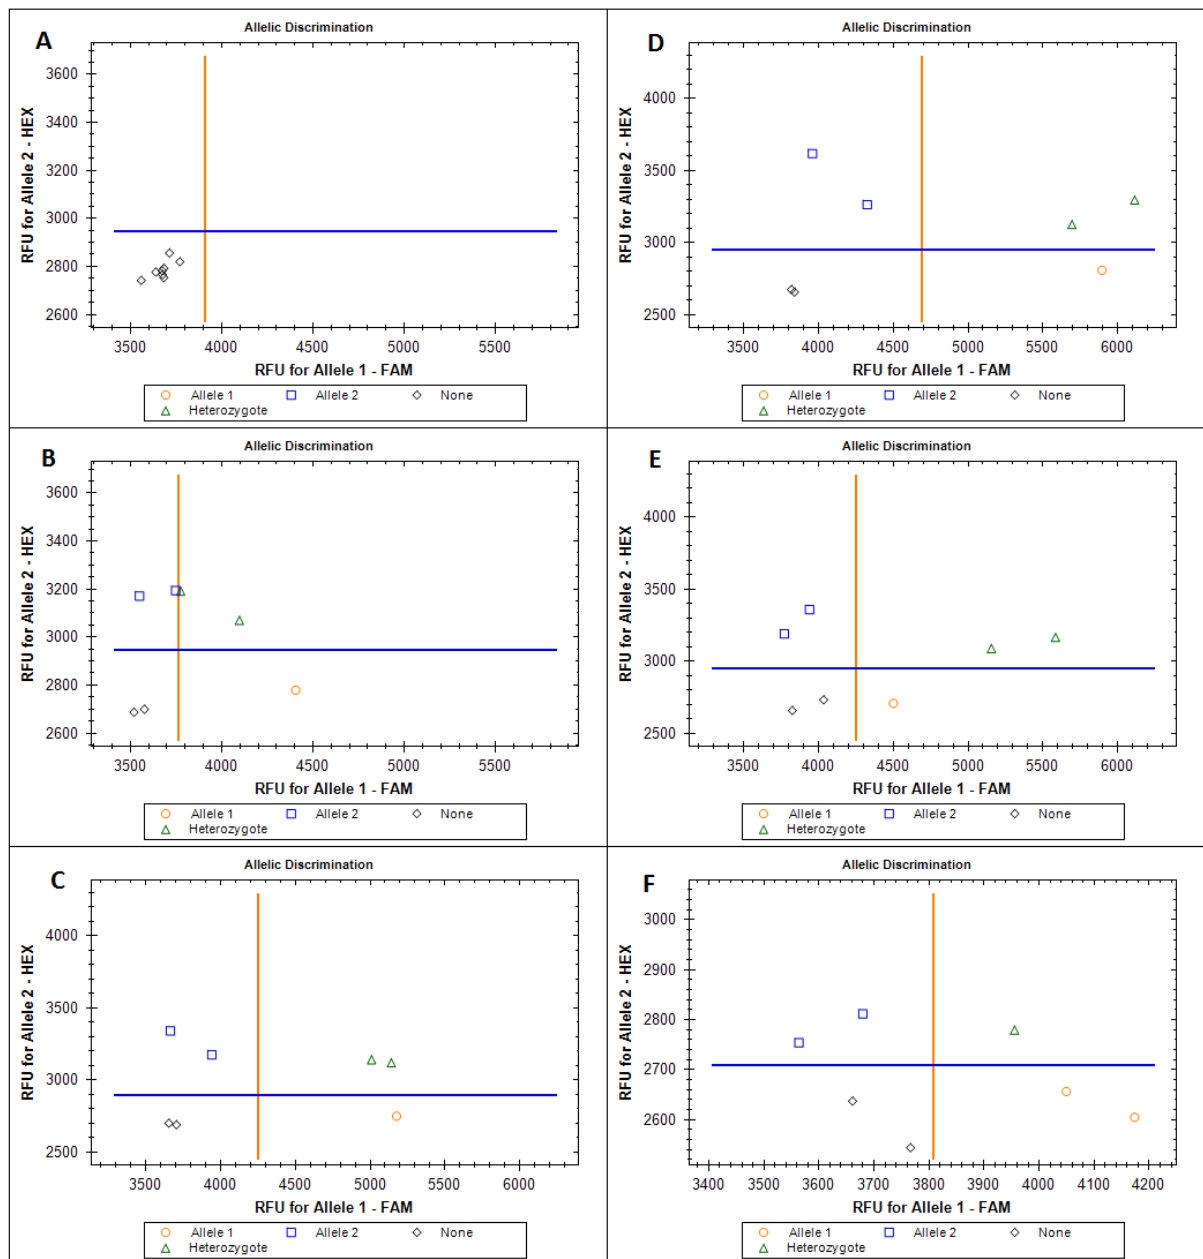 A
Allelic Discrimination
RFU for Allele 2 - HEX
3600
3400
3200
3000
2800
2600
3500 4000 4500 5000 5500
RFU for Allele 1 - FAM
Allele 1 Allele 2 None
Heterozygote
D
Allelic Discrimination
RFU for Allele 2 - HEX
4000
3500
3000
2500
3500 4000 4500 5000 5500 6000
RFU for Allele 1 - FAM
Allele 1 Allele 2 None
Heterozygote
B
Allelic Discrimination
RFU for Allele 2 - HEX
3600
3400
3200
3000
2800
2600
3500 4000 4500 5000 5500
RFU for Allele 1 - FAM
Allele 1 Allele 2 None
Heterozygote
E
Allelic Discrimination
RFU for Allele 2 - HEX
4000
3500
3000
2500
3500 4000 4500 5000 5500 6000
RFU for Allele 1 - FAM
Allele 1 Allele 2 None
Heterozygote
C
Allelic Discrimination
RFU for Allele 2 - HEX
4000
3500
3000
2500
3500 4000 4500 5000 5500 6000
RFU for Allele 1 - FAM
Allele 1 Allele 2 None
Heterozygote
F
Allelic Discrimination
RFU for Allele 2 - HEX
3000
2900
2800
2700
2600
3400 3500 3600 3700 3800 3900 4000 4100 4200
RFU for Allele 1 - FAM
Allele 1 Allele 2 None
Heterozygote